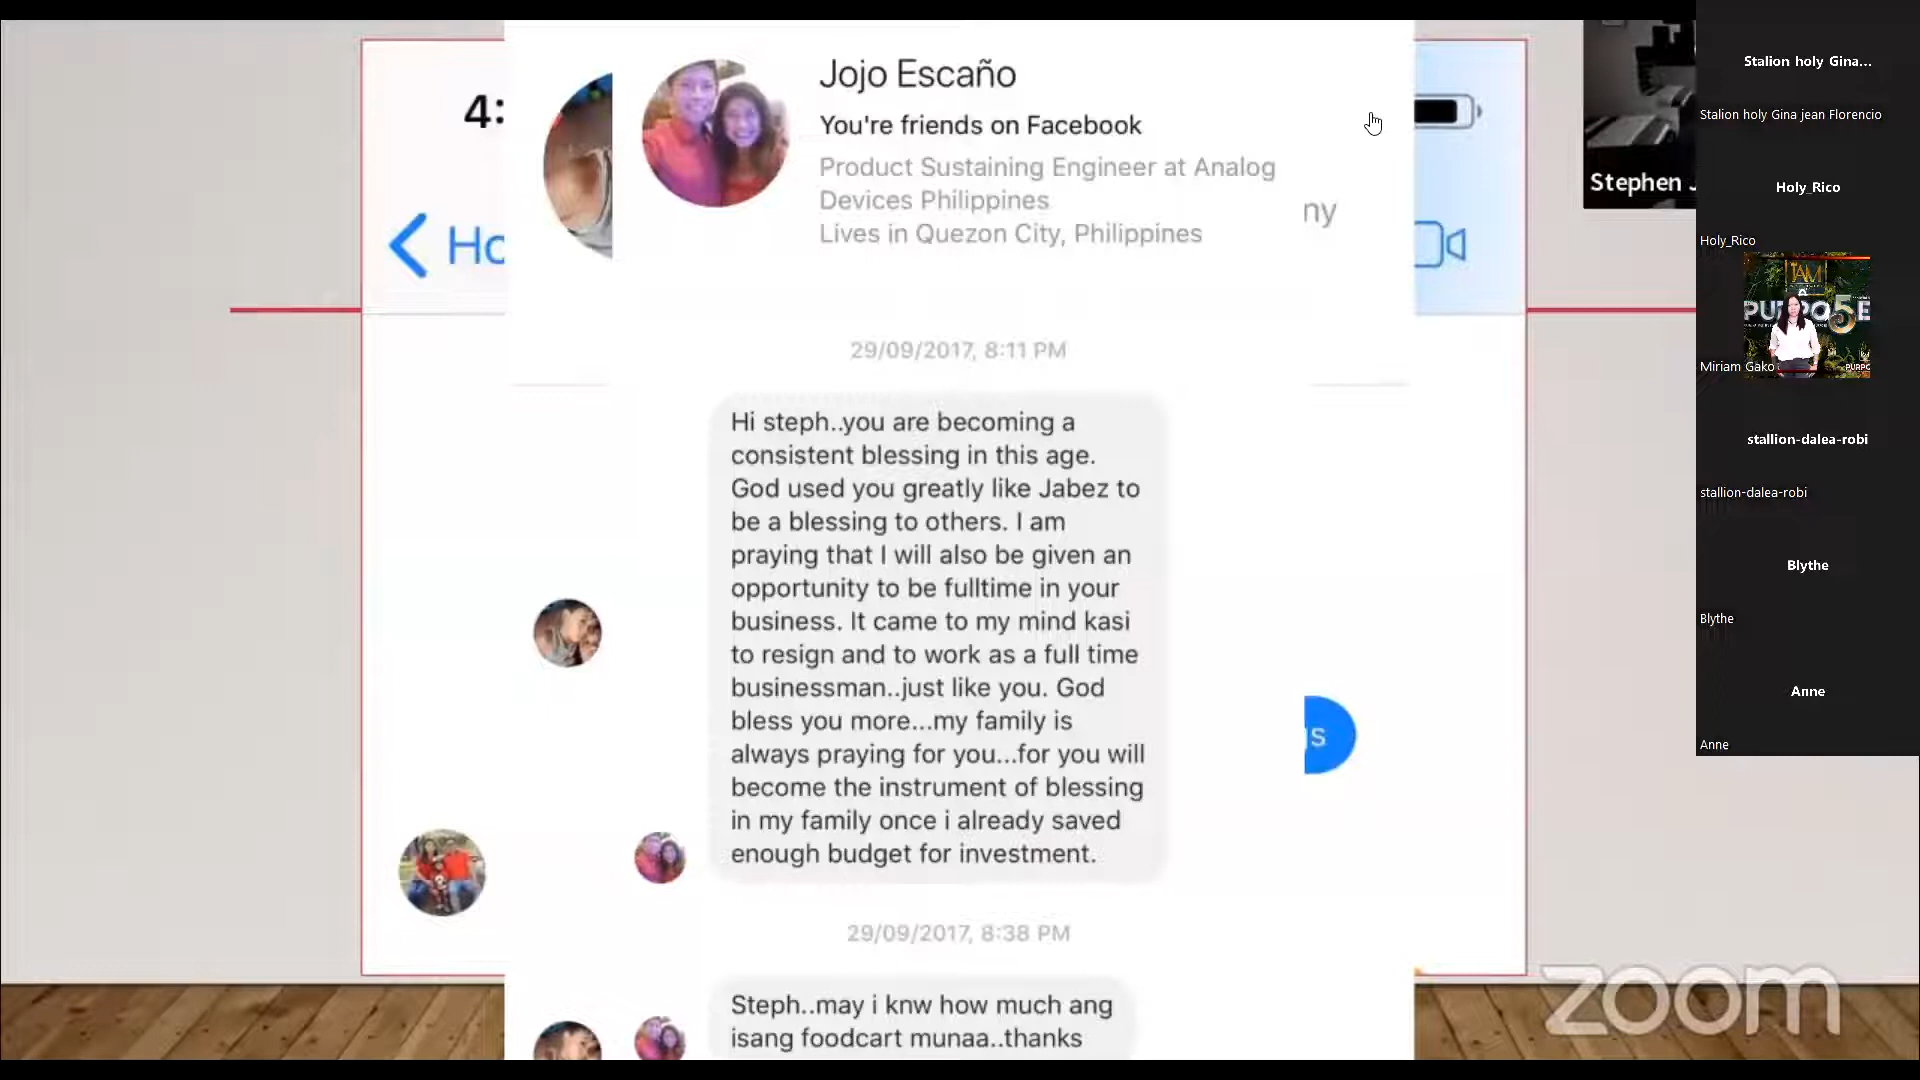 Jojo Escaño
4:
You're friends on Facebook
Product Sustaining Engineer at Analog
Devices Philippines
ny
Lives in Quezon City, Philippines
29/09/2017, 8:11 PM
Hi steph..you are becoming a
consistent blessing in this age.
God used you greatly like Jabez to
be a blessing to others. I am
praying that I will also be given an
opportunity to be fulltime in your
business. It came to my mind kasi
to resign and to work as a full time
businessman..just like you. God
bless you more...my family is
always praying for you...for you will
become the instrument of blessing
in my family once i already saved
enough budget for investment.
s
29/09/2017, 8:38 PM
Steph..may i knw how much ang
isang foodcart munaa..thanks
Stephen J
Stalion holy Gina...
Stalion holy Gina jean Florencio
Holy_Rico
Holy_Rico
IAM
PURPO5E
PURPO
Miriam Gako
stallion-dalea-robi
stallion-dalea-robi
Blythe
Blythe
Anne
Anne
zoom